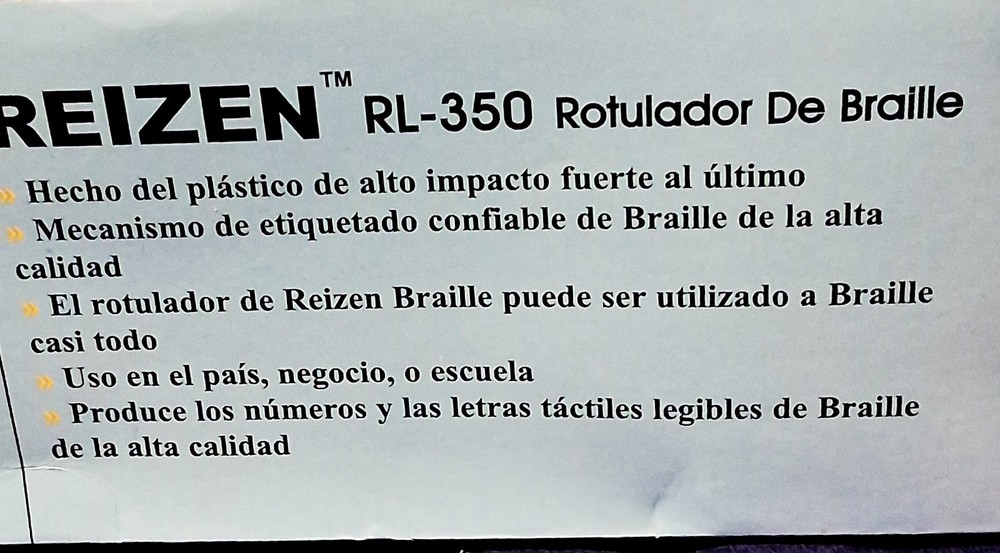 REIZEN™ RL-350 Rotulador De Braille
» Hecho del plástico de alto impacto fuerte al último
» Mecanismo de etiquetado confiable de Braille de la alta
calidad
» El rotulador de Reizen Braille puede ser utilizado a Braille
casi todo
» Uso en el país, negocio, o escuela
» Produce los números y las letras táctiles legibles de Braille
de la alta calidad